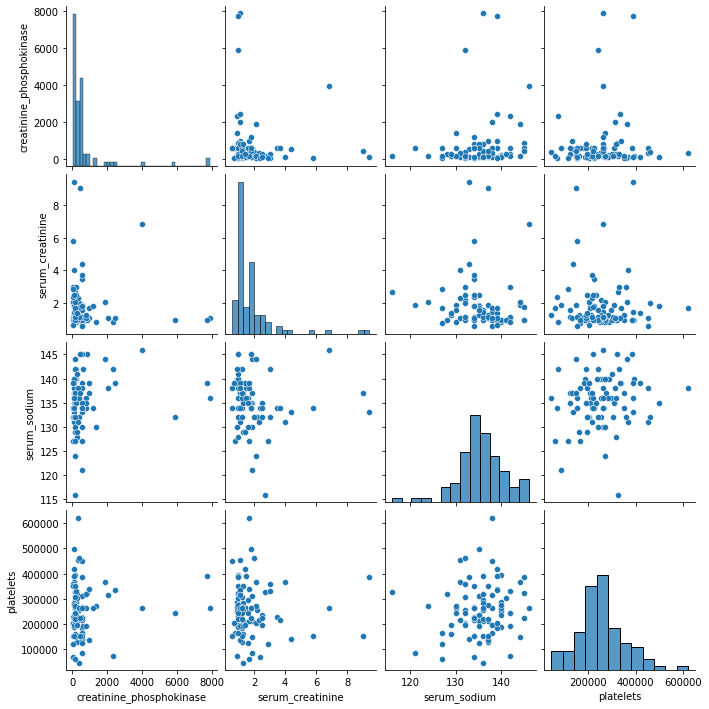 8000
6000
4000
2000
0
creatinine_phosphokinase
8
6
4
2
serum_creatinine
145
140
135
130
125
120
115
serum_sodium
600000
500000
400000
300000
200000
100000
platelets
0 2000 4000 6000 8000
creatinine_phosphokinase
2 4 6 8
serum_creatinine
120 130 140
serum_sodium
200000 400000 600000
platelets